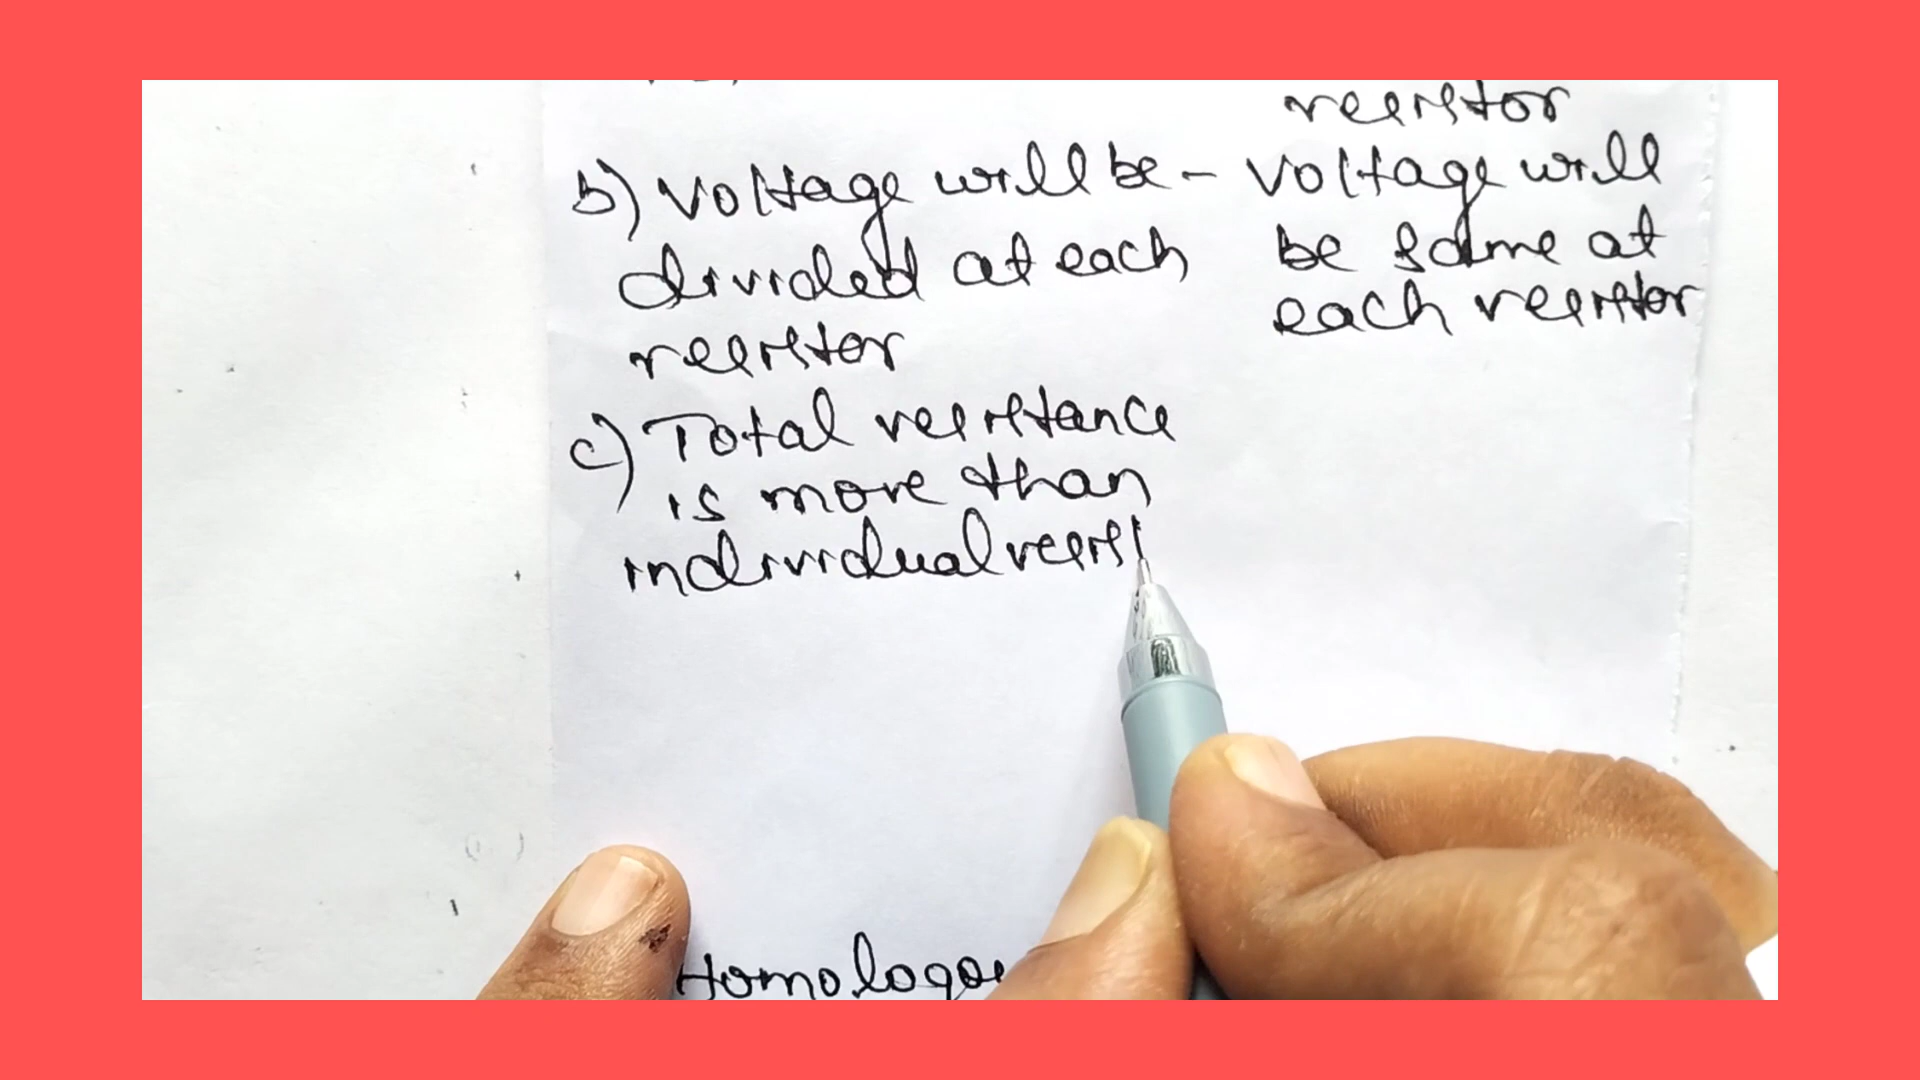 resistor
b) Voltage will be - Voltage will
divided at each be same at
resistor each resistor
c) Total resistance
is more than
individual resist
Homologou